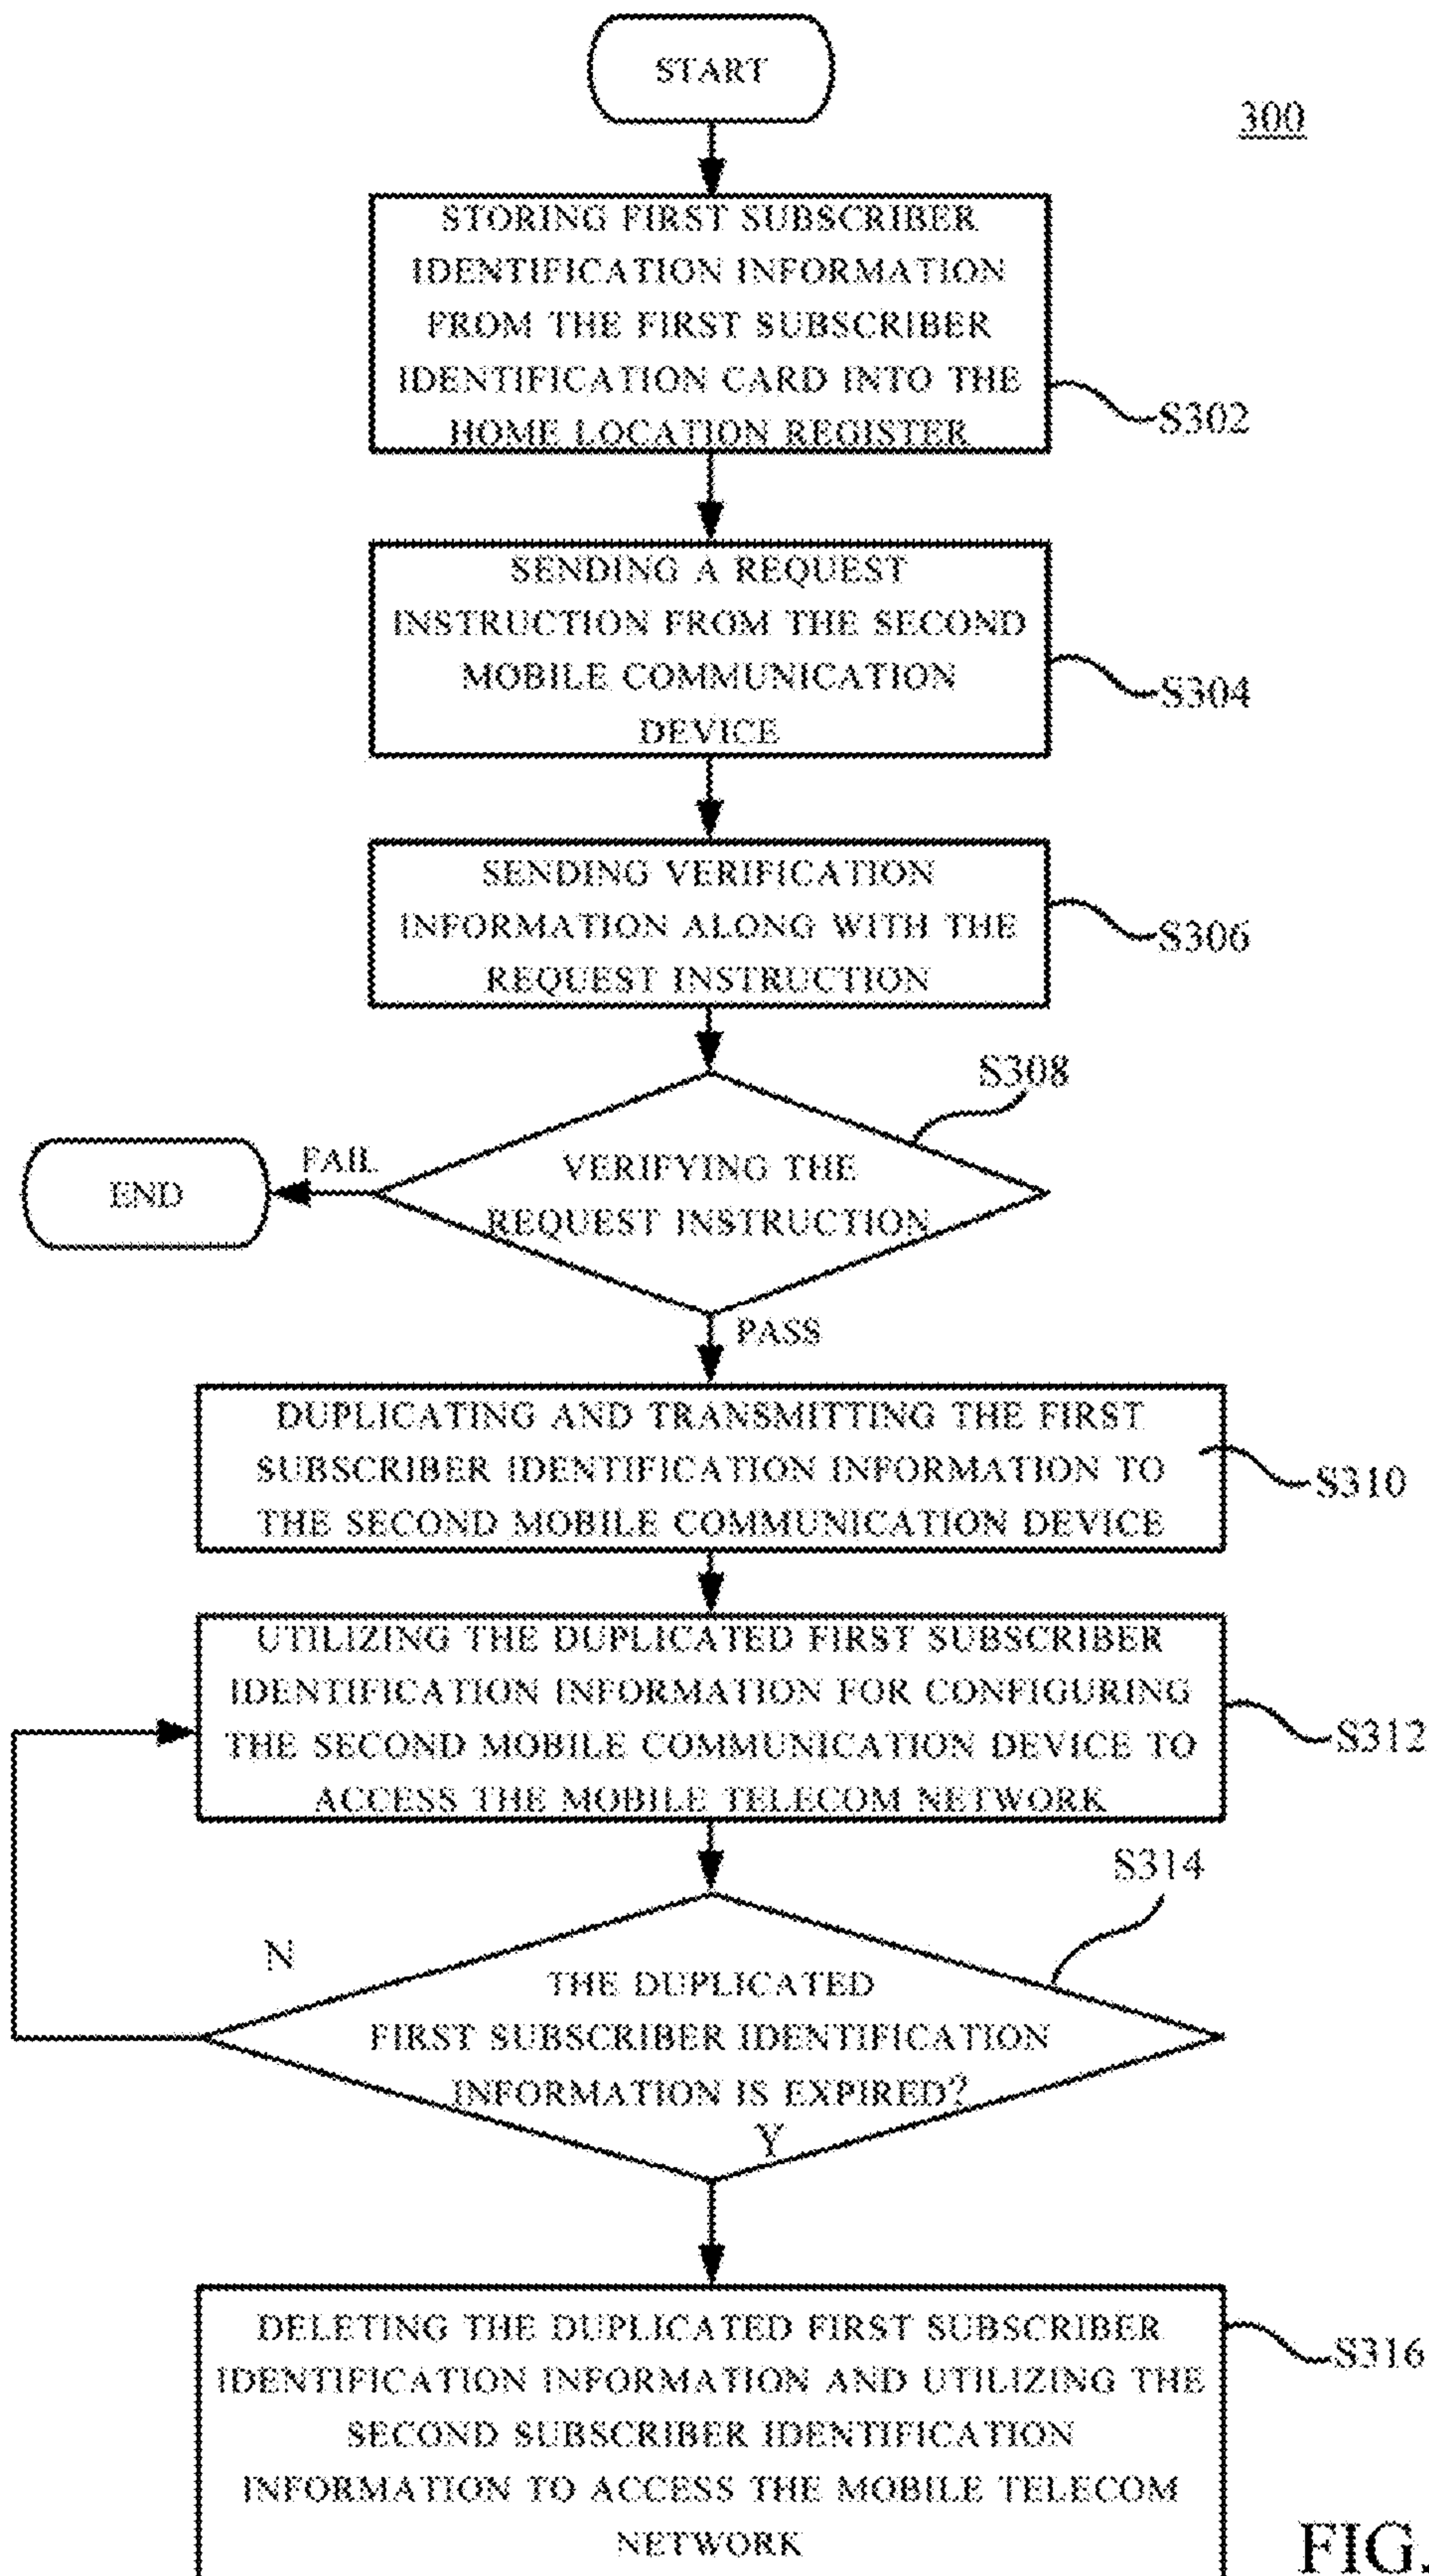 START
300
STORING FIRST SUBSCRIBER
IDENTIFICATION INFORMATION
FROM THE FIRST SUBSCRIBER
IDENTIFICATION CARD INTO THE
HOME LOCATION REGISTER
S302
SENDING A REQUEST
INSTRUCTION FROM THE SECOND
MOBILE COMMUNICATION
DEVICE
S304
SENDING VERIFICATION
INFORMATION ALONG WITH THE
REQUEST INSTRUCTION
S306
S308
VERIFYING THE
REQUEST INSTRUCTION
FAIL
END
PASS
DUPLICATING AND TRANSMITTING THE FIRST
SUBSCRIBER IDENTIFICATION INFORMATION TO
THE SECOND MOBILE COMMUNICATION DEVICE
S310
UTILIZING THE DUPLICATED FIRST SUBSCRIBER
IDENTIFICATION INFORMATION FOR CONFIGURING
THE SECOND MOBILE COMMUNICATION DEVICE TO
ACCESS THE MOBILE TELECOM NETWORK
S312
S314
N
THE DUPLICATED
FIRST SUBSCRIBER IDENTIFICATION
INFORMATION IS EXPIRED?
Y
DELETING THE DUPLICATED FIRST SUBSCRIBER
IDENTIFICATION INFORMATION AND UTILIZING THE
SECOND SUBSCRIBER IDENTIFICATION
INFORMATION TO ACCESS THE MOBILE TELECOM
NETWORK
S316
FIG.